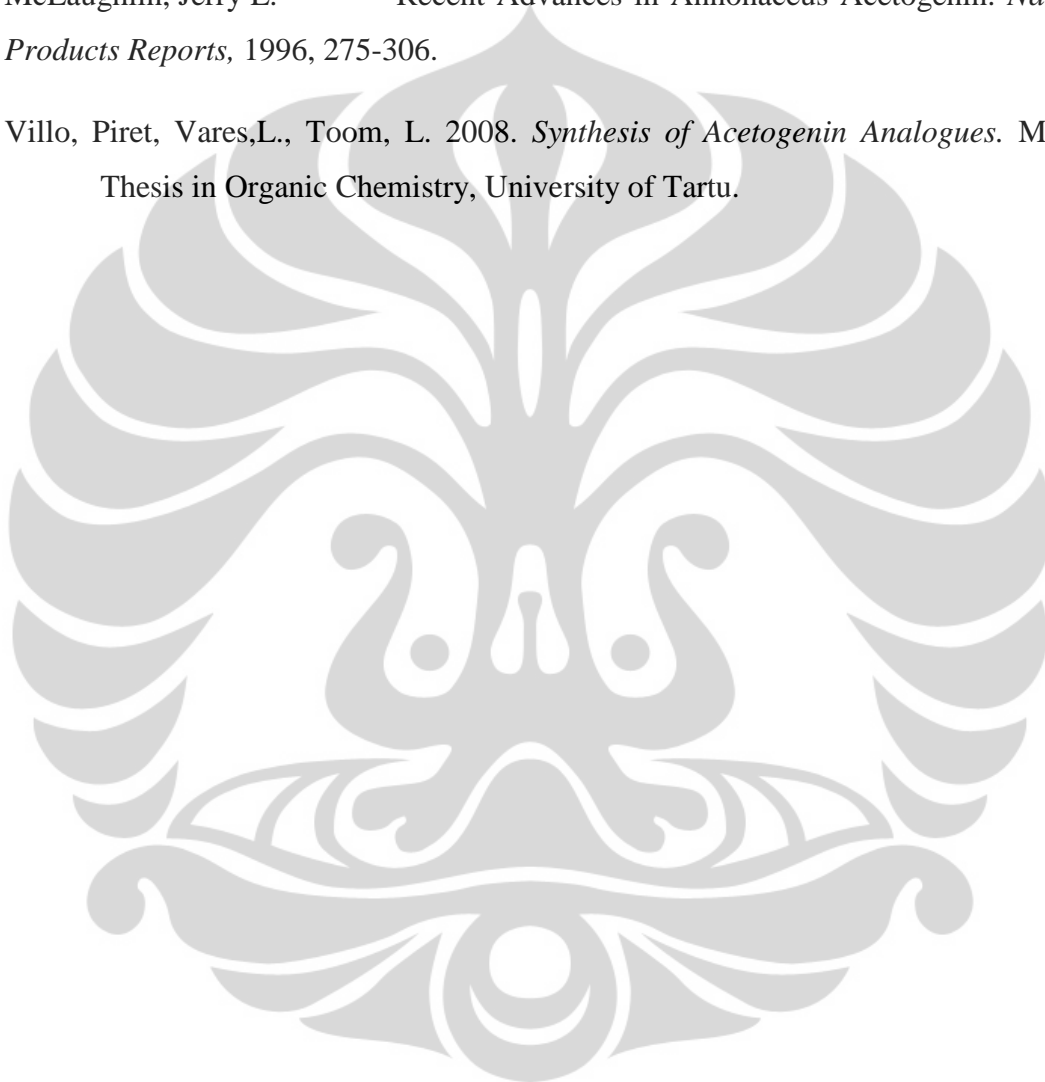 McLaughlin, Jerry L. Recent Advances in Annonaceus Acetogenin.
Products Reports, 1996, 275-306.
Villo, Piret, Vares,L., Toom, L. 2008. Synthesis of Acetogenin Analogues.
Thesis in Organic Chemistry, University of Tartu.